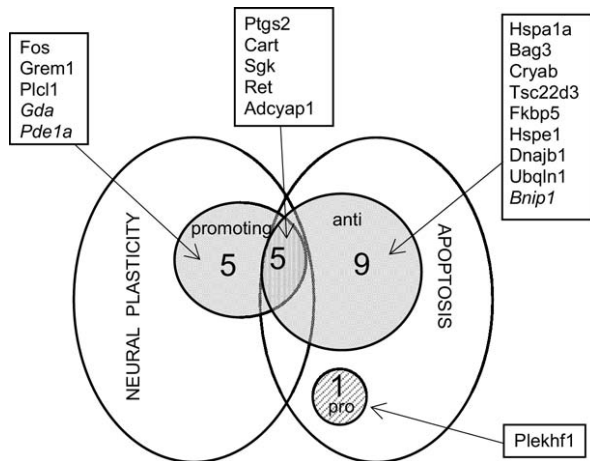 Fos
Grem1
Plcl1
Gda
Pde1a
Ptgs2
Cart
Sgk
Ret
Adcyap1
Hspa1a
Bag3
Cryab
Tsc22d3
Fkbp5
Hspe1
Dnajb1
Ubqln1
Bnip1
NEURAL PLASTICITY
promoting
5
5
anti
9
APOPTOSIS
1
pro
Plekhf1